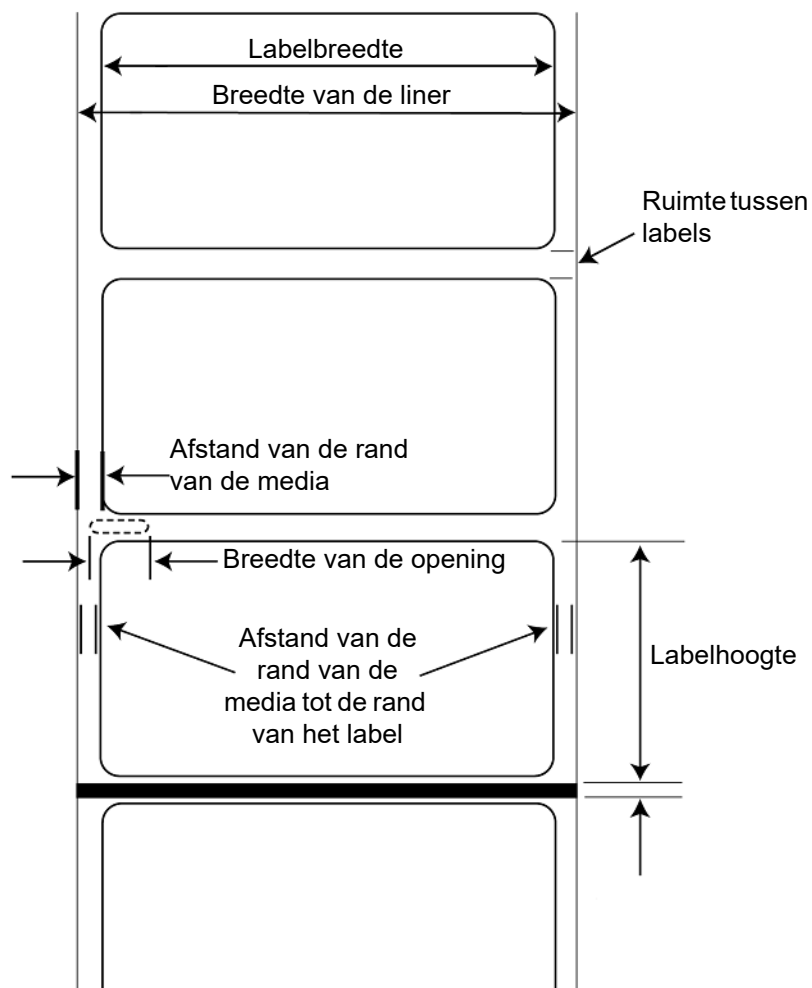 Labelbreedte
Breedte van de liner
Ruimte tussen
labels
Afstand van de rand
van de media
Breedte van de opening
Afstand van de
rand van de
media tot de rand
van het label
Labelhoogte